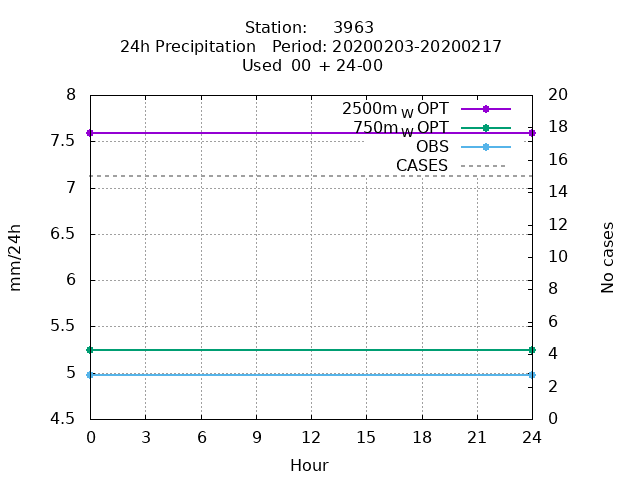 Station: 3963
24h Precipitation Period: 20200203-20200217
Used 00 + 24-00
8
7.5
7
6.5
6
5.5
5
4.5
20
18
16
14
12
10
8
6
4
2
0
2500m W OPT
750m W OPT
OBS
CASES
mm/24h
No cases
0 3 6 9 12 15 18 21 24
Hour